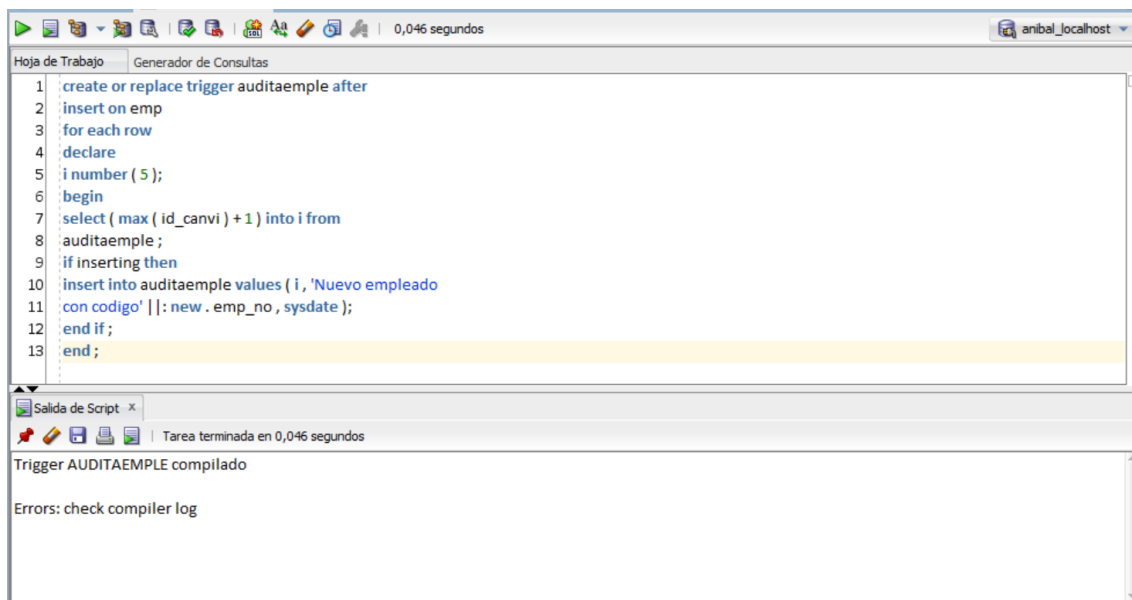 0,046 segundos
anibal_localhost
Hoja de Trabajo
Generador de Consultas
1 create or replace trigger auditaemple after
2 insert on emp
3 for each row
4 declare
5 i number ( 5 );
6 begin
7 select ( max ( id_canvi ) + 1 ) into i from
8 auditaemple ;
9 if inserting then
10 insert into auditaemple values ( i , 'Nuevo empleado
11 con codigo' ||: new . emp_no , sysdate );
12 end if ;
13 end ;
Salida de Script x
Tarea terminada en 0,046 segundos
Trigger AUDITAEMPLE compilado
Errors: check compiler log